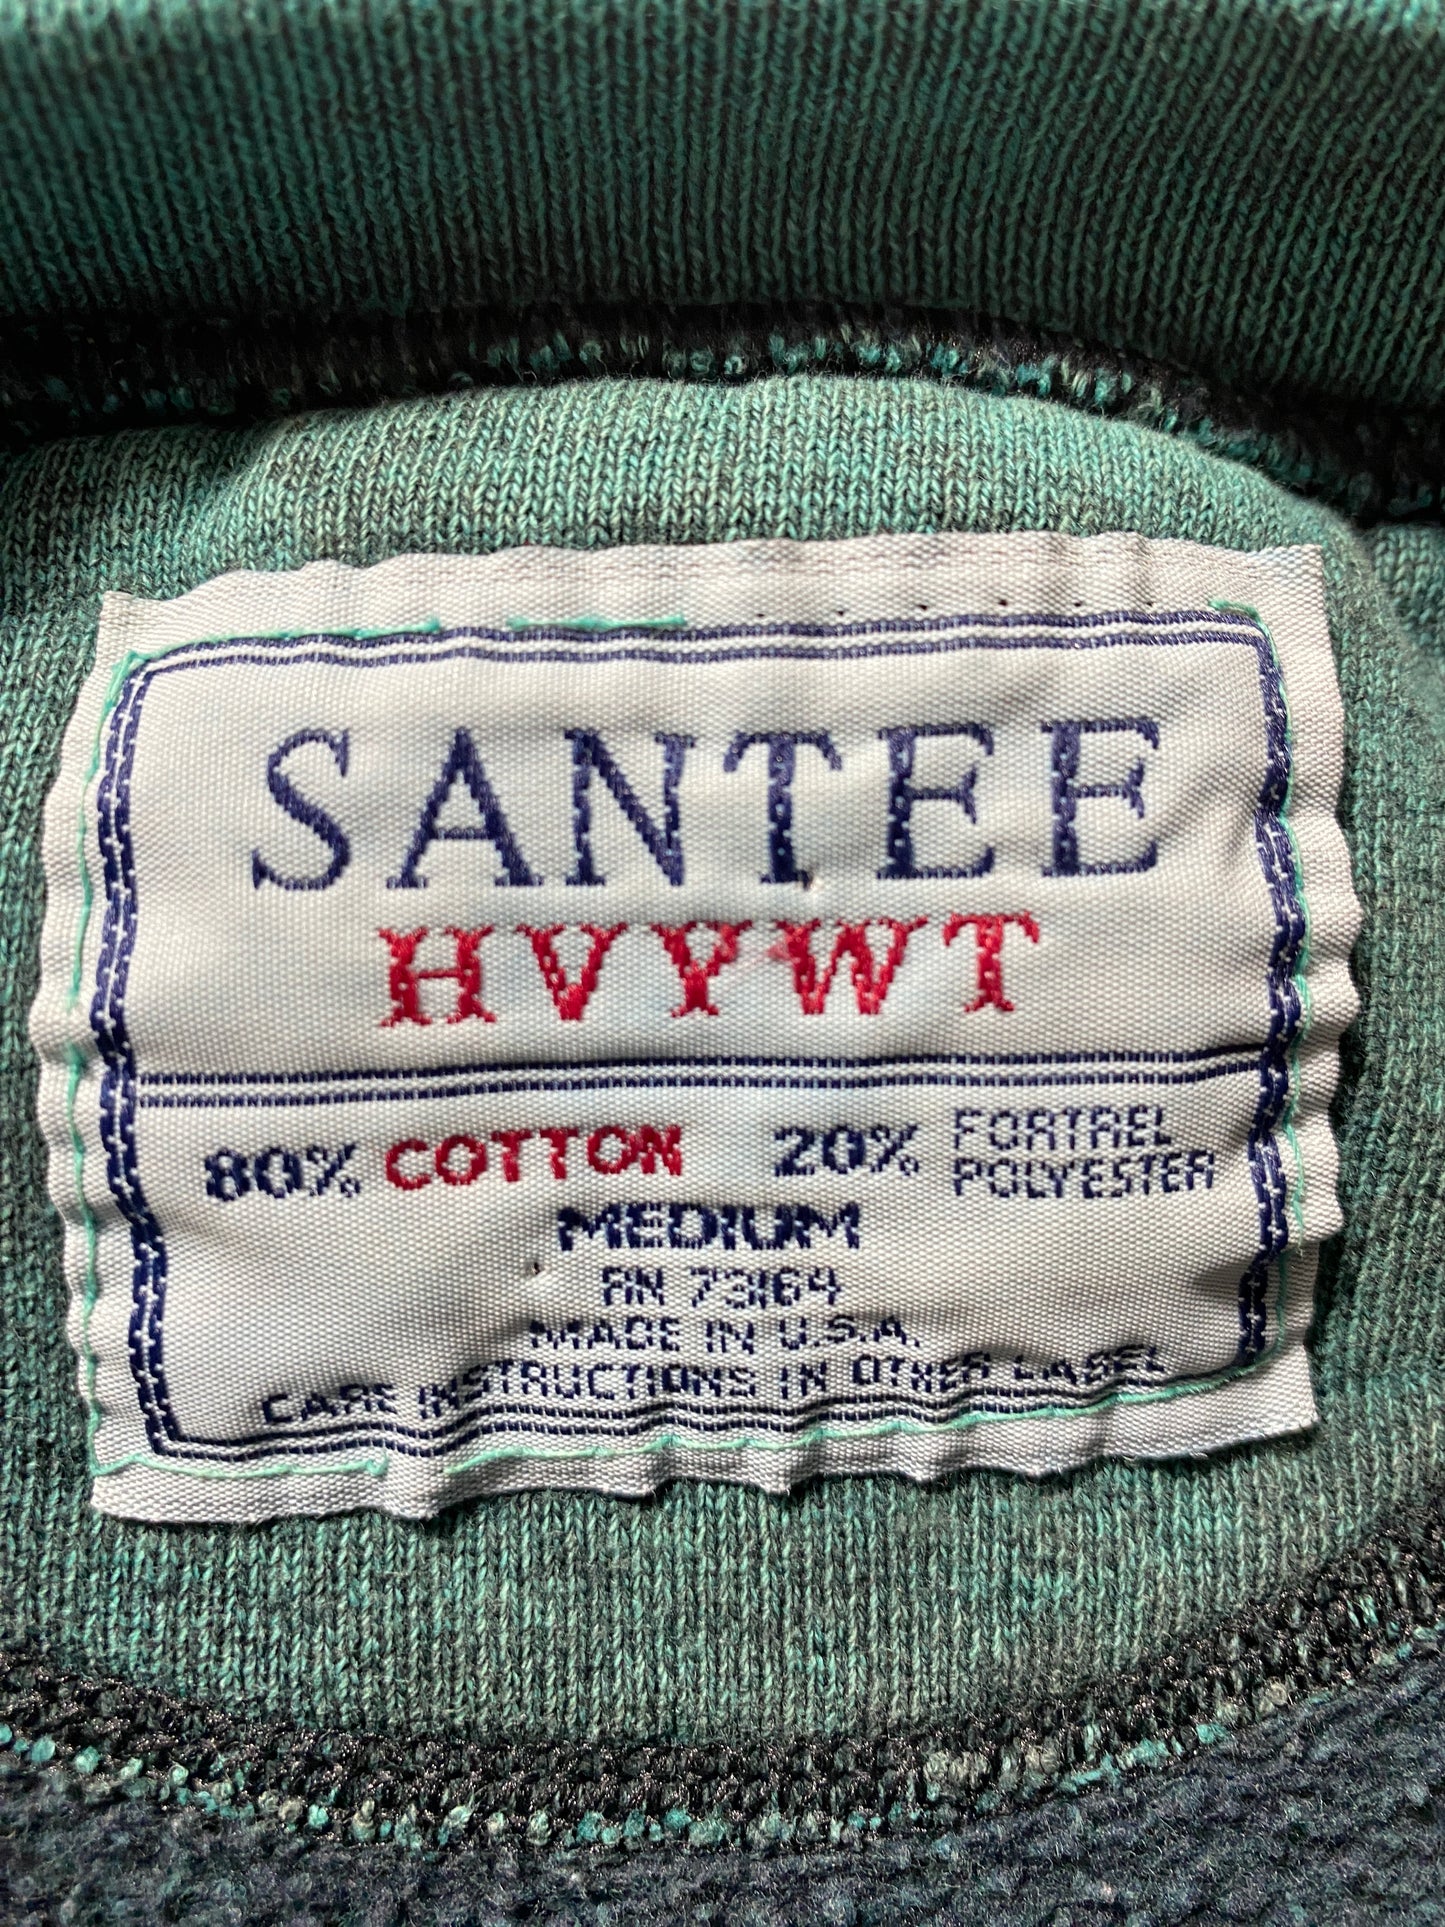 SANTEE
HVYWT
80% COTTON 20% FORTREL
POLYESTER
MEDIUM
RN 73164
MADE IN U.S.A.
CARE INSTRUCTIONS IN OTHER LABEL